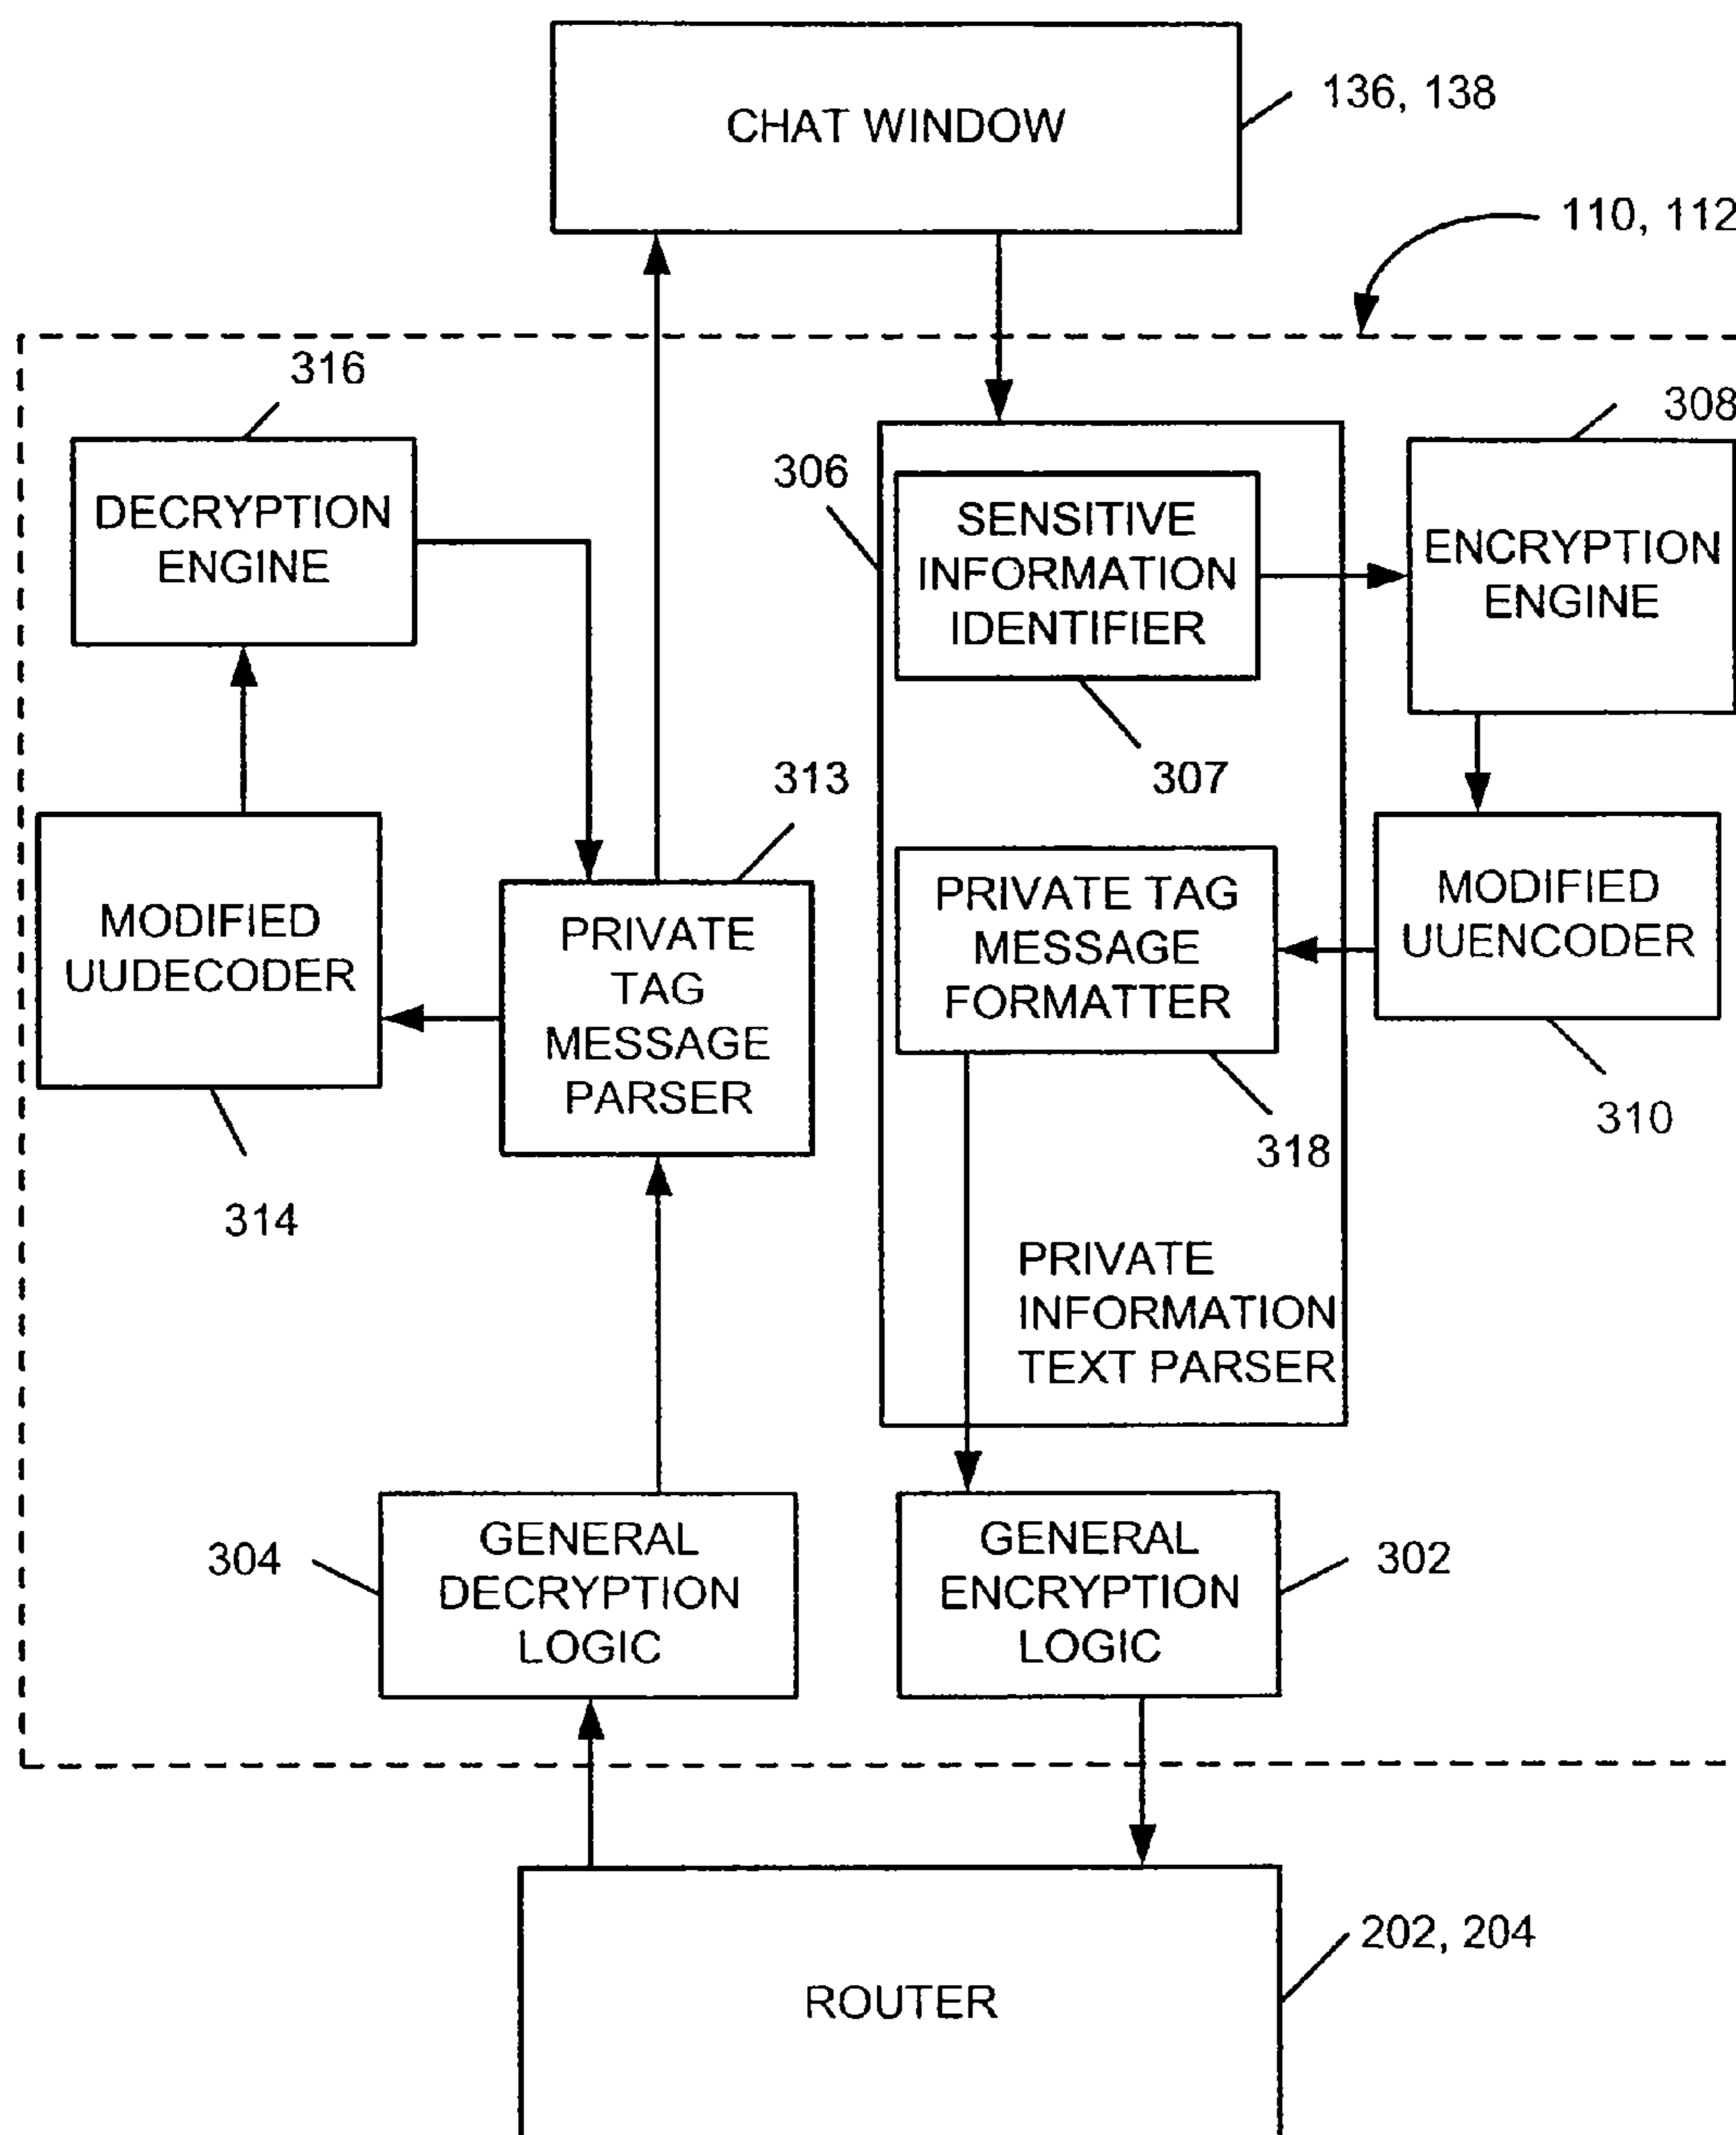 CHAT WINDOW
136, 138
110, 112
316
308
DECRYPTION
ENGINE
306
SENSITIVE
INFORMATION
IDENTIFIER
ENCRYPTION
ENGINE
307
313
MODIFIED
UUDECODER
PRIVATE
TAG
MESSAGE
PARSER
PRIVATE TAG
MESSAGE
FORMATTER
MODIFIED
UUENCODER
314
318
310
PRIVATE
INFORMATION
TEXT PARSER
304
GENERAL
DECRYPTION
LOGIC
GENERAL
ENCRYPTION
LOGIC
302
ROUTER
202, 204